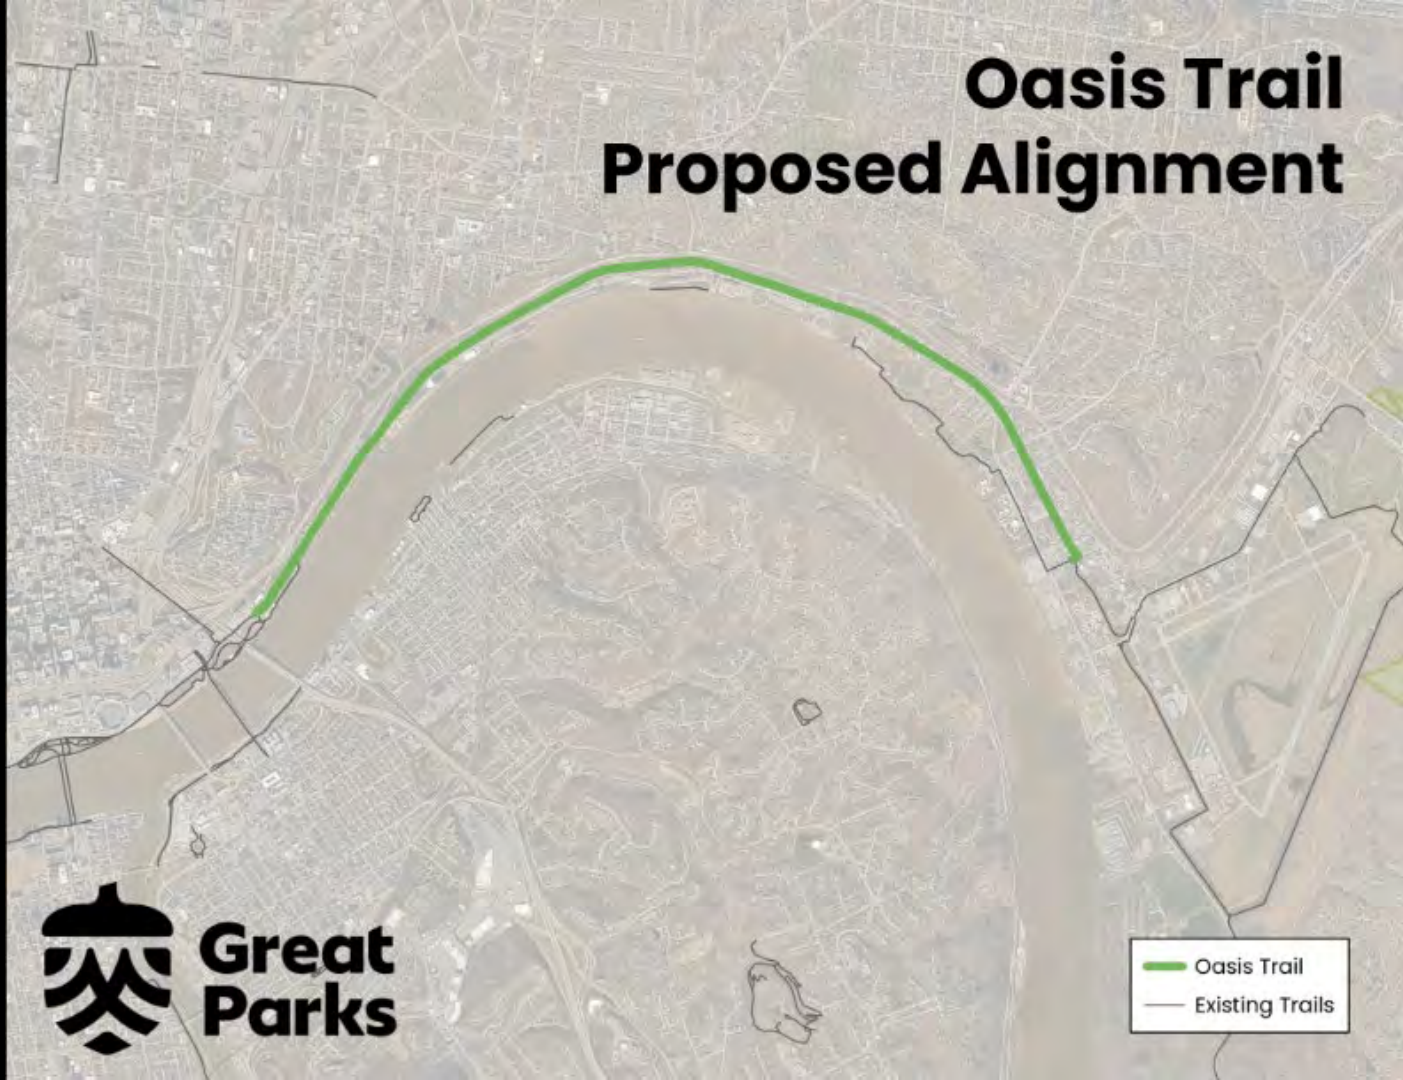 Oasis Trail
Proposed Alignment
Great
Parks
Oasis Trail
Existing Trails